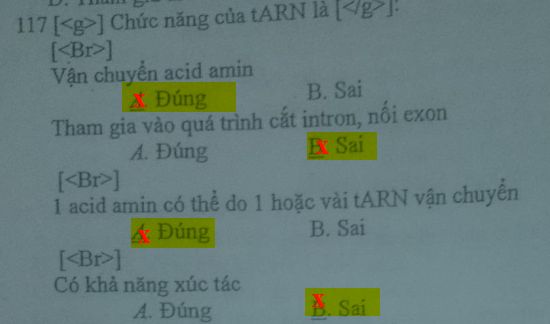 117 [<g>] Chức năng của tARN là [</g>]:
[<Br>]
Vận chuyển acid amin
A. Đúng B. Sai
Tham gia vào quá trình cắt intron, nối exon
A. Đúng B. Sai
[<Br>]
1 acid amin có thể do 1 hoặc vài tARN vận chuyển
A. Đúng B. Sai
[<Br>]
Có khả năng xúc tác
A. Đúng B. Sai